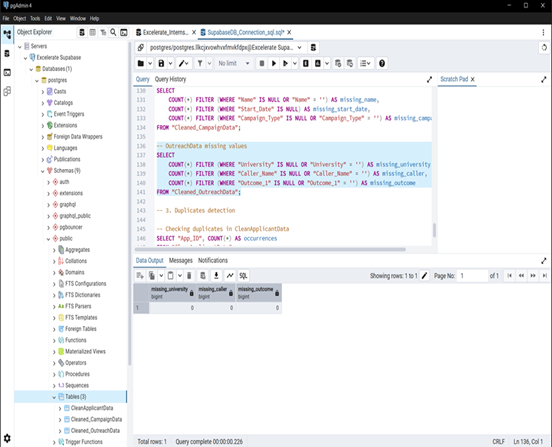 pgAdmin 4
File Object Tools Edit View Window Help
Object Explorer
Excelerate_Interns...
SupabaseDB_Connection_sql.sql*
Servers
Excelerate Supabase
Databases (1)
postgres
Casts
Catalogs
Event Triggers
Extensions
Foreign Data Wrappers
Languages
Publications
Schemas (9)
auth
extensions
graphql
graphql_public
pgbouncer
public
Aggregates
Collations
Domains
FTS Configurations
FTS Dictionaries
FTS Parsers
FTS Templates
Foreign Tables
Functions
Materialized Views
Operators
Procedures
Sequences
Tables (3)
CleanApplicantData
Cleaned_CampaignData
Cleaned_OutreachData
Trigger Functions
No limit
Query Query History
Scratch Pad
130 SELECT
131 COUNT(*) FILTER (WHERE "Name" IS NULL OR "Name" = '') AS missing_name,
132 COUNT(*) FILTER (WHERE "Start_Date" IS NULL) AS missing_start_date,
133 COUNT(*) FILTER (WHERE "Campaign_Type" IS NULL OR "Campaign_Type" = '') AS missing_campa
134 FROM "Cleaned_CampaignData";
135
136 -- OutreachData missing values
137 SELECT
138 COUNT(*) FILTER (WHERE "University" IS NULL OR "University" = '') AS missing_university
139 COUNT(*) FILTER (WHERE "Caller_Name" IS NULL OR "Caller_Name" = '') AS missing_caller,
140 COUNT(*) FILTER (WHERE "Outcome_1" IS NULL OR "Outcome_1" = '') AS missing_outcome
141 FROM "Cleaned_OutreachData";
142
143 -- 3. Duplicates detection
144
145 -- Checking duplicates in CleanApplicantData
146 SELECT "App_ID", COUNT(*) AS occurrences
Data Output Messages Notifications
SQL
Showing rows: 1 to 1
Page No: 1 of 1
missing_university bigint
missing_caller bigint
missing_outcome bigint
1 0 0 0
Total rows: 1 Query complete 00:00:00.226 CRLF Ln 136, Col 1